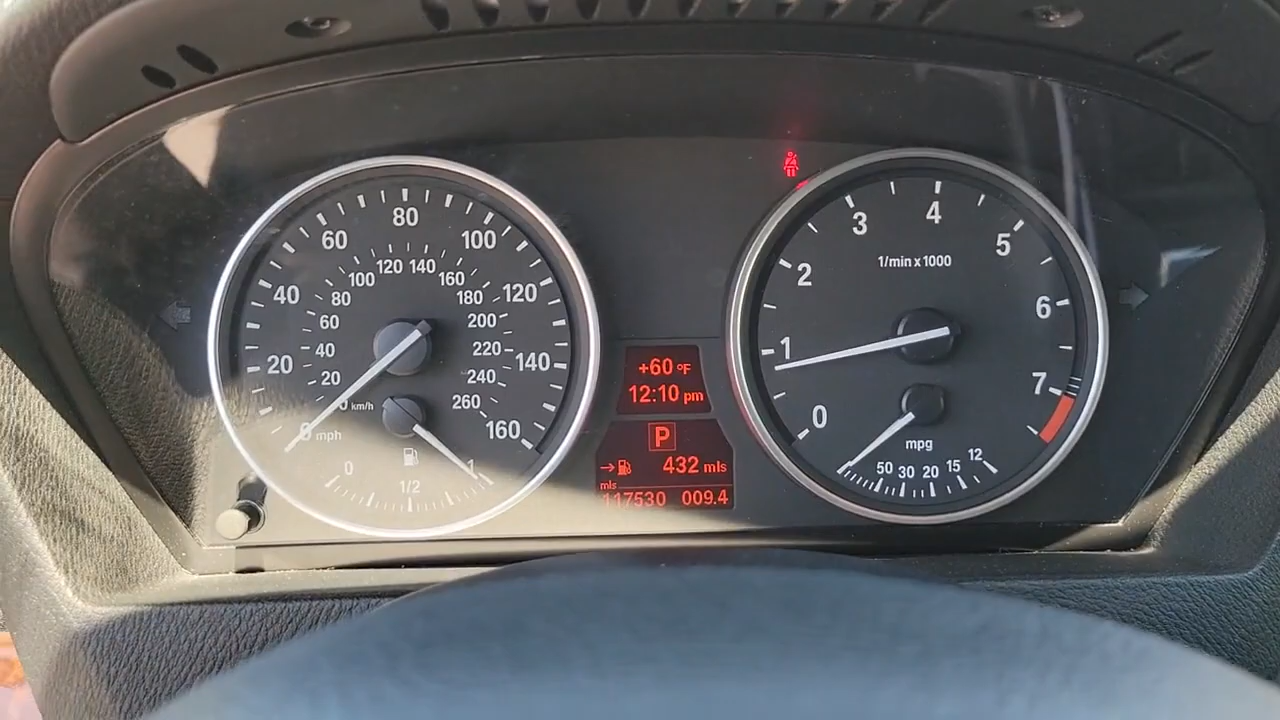 80
60 100
120 140
100 160
40 80 180 120
60 200
40 220
20 20 240 140
0 km/h 260
0 mph 160
0 1/2 1
+60 °F
12:10 pm
P
432 mls
mls
117530 009.4
4
3 5
1/min x 1000
2 6
1 7
0
mpg
50 30 20 15 12